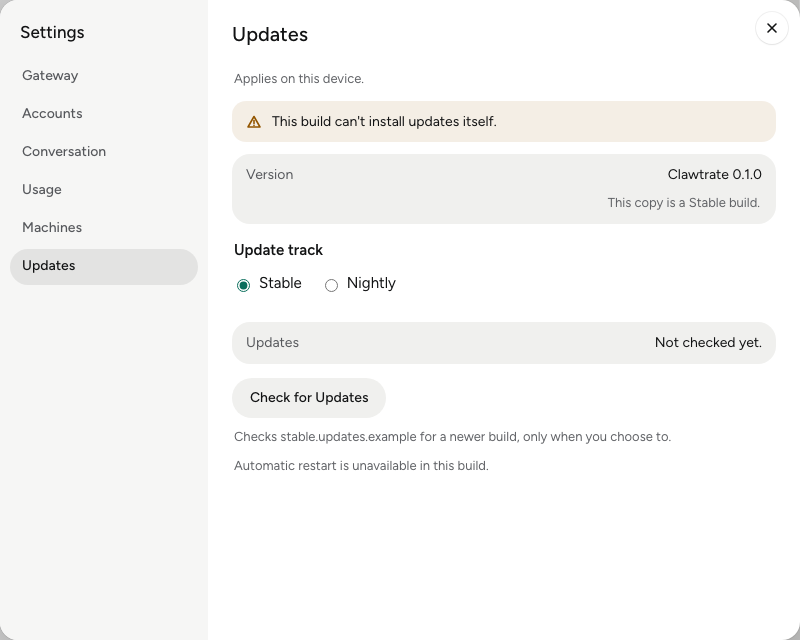 Settings
Gateway
Accounts
Conversation
Usage
Machines
Updates
Updates
Applies on this device.
This build can't install updates itself.
Version
Clawtrate 0.1.0
This copy is a Stable build.
Update track
Stable
Nightly
Updates
Not checked yet.
Check for Updates
Checks stable.updates.example for a newer build, only when you choose to.
Automatic restart is unavailable in this build.